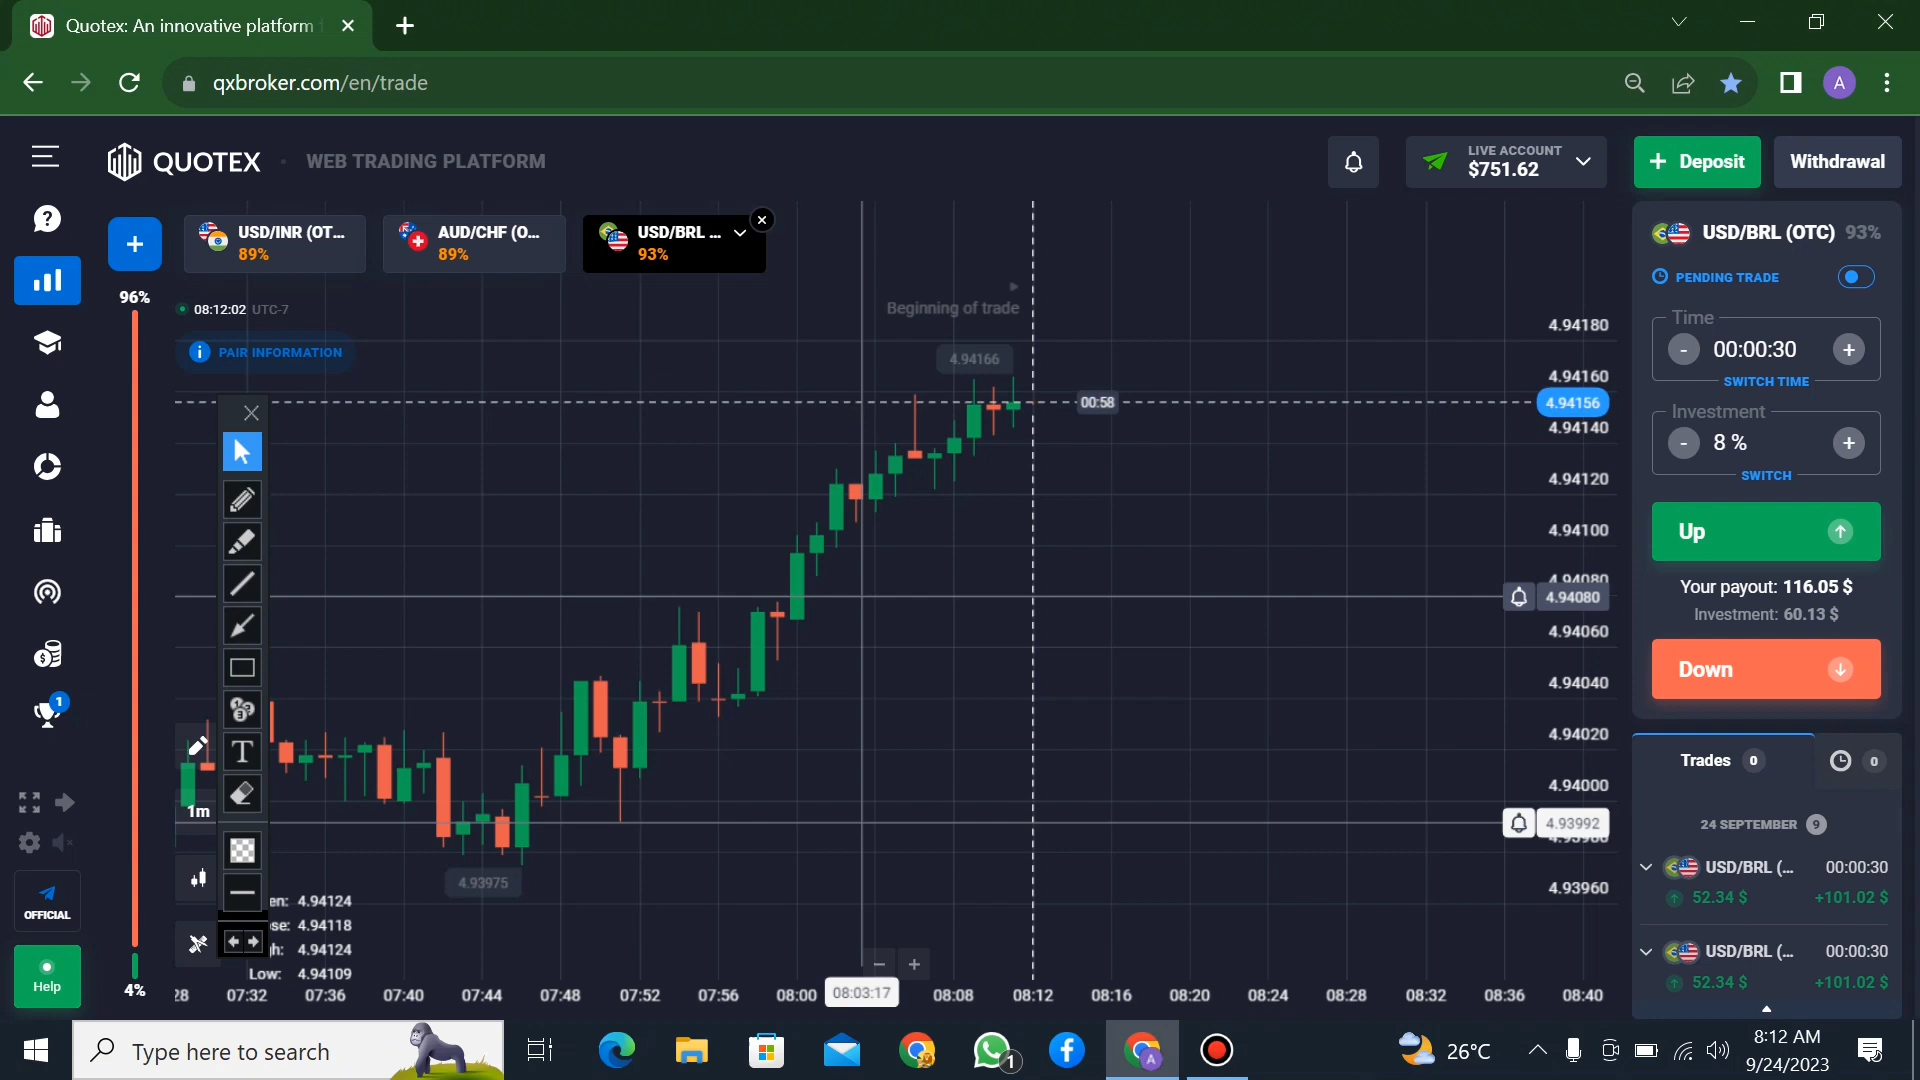 Quotex: An innovative platform
qxbroker.com/en/trade
A
QUOTEX
WEB TRADING PLATFORM
LIVE ACCOUNT
$751.62
+ Deposit
Withdrawal
USD/INR (OT...
89%
AUD/CHF (O...
89%
USD/BRL ...
93%
USD/BRL (OTC) 93%
PENDING TRADE
96%
08:12:02 UTC-7
Beginning of trade
PAIR INFORMATION
4.94166
00:58
4.94180
4.94160
4.94156
4.94140
4.94120
4.94100
4.94080
4.94080
4.94060
4.94040
4.94020
4.94000
4.93992
4.93960
Time
- 00:00:30 +
SWITCH TIME
Investment
- 8 % +
SWITCH
Up
Your payout: 116.05 $
Investment: 60.13 $
Down
1
T
1m
4.93975
en: 4.94124
se: 4.94118
h: 4.94124
Low: 4.94109
Trades 0
0
24 SEPTEMBER 9
USD/BRL (... 00:00:30
52.34 $ +101.02 $
USD/BRL (... 00:00:30
52.34 $ +101.02 $
OFFICIAL
Help
4%
28 07:32 07:36 07:40 07:44 07:48 07:52 07:56 08:00 08:03:17 08:08 08:12 08:16 08:20 08:24 08:28 08:32 08:36 08:40
Type here to search
A
1
26°C
8:12 AM
9/24/2023